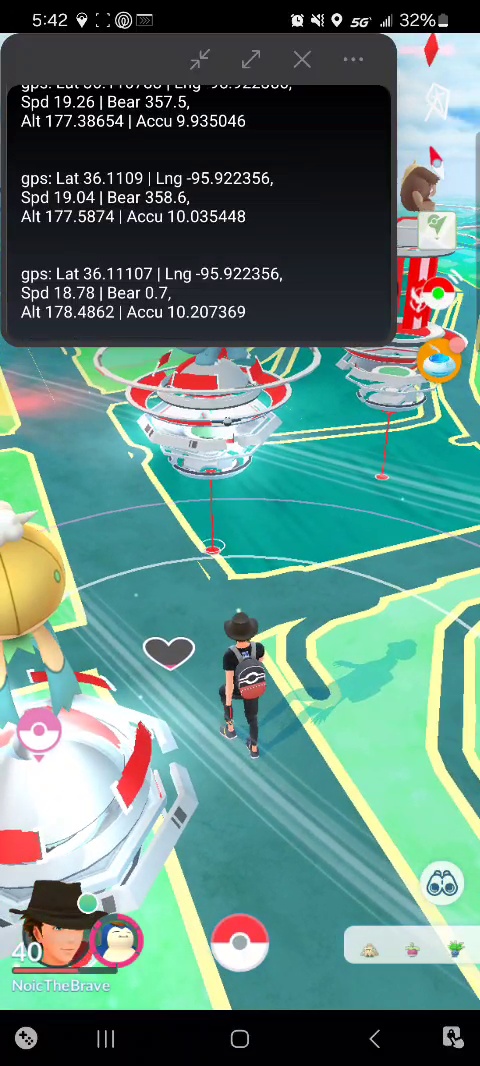 5:42
5G 32%
Spd 19.26 | Bear 357.5,
Alt 177.38654 | Accu 9.935046
gps: Lat 36.1109 | Lng -95.922356,
Spd 19.04 | Bear 358.6,
Alt 177.5874 | Accu 10.035448
gps: Lat 36.11107 | Lng -95.922356,
Spd 18.78 | Bear 0.7,
Alt 178.4862 | Accu 10.207369
40
NoicTheBrave